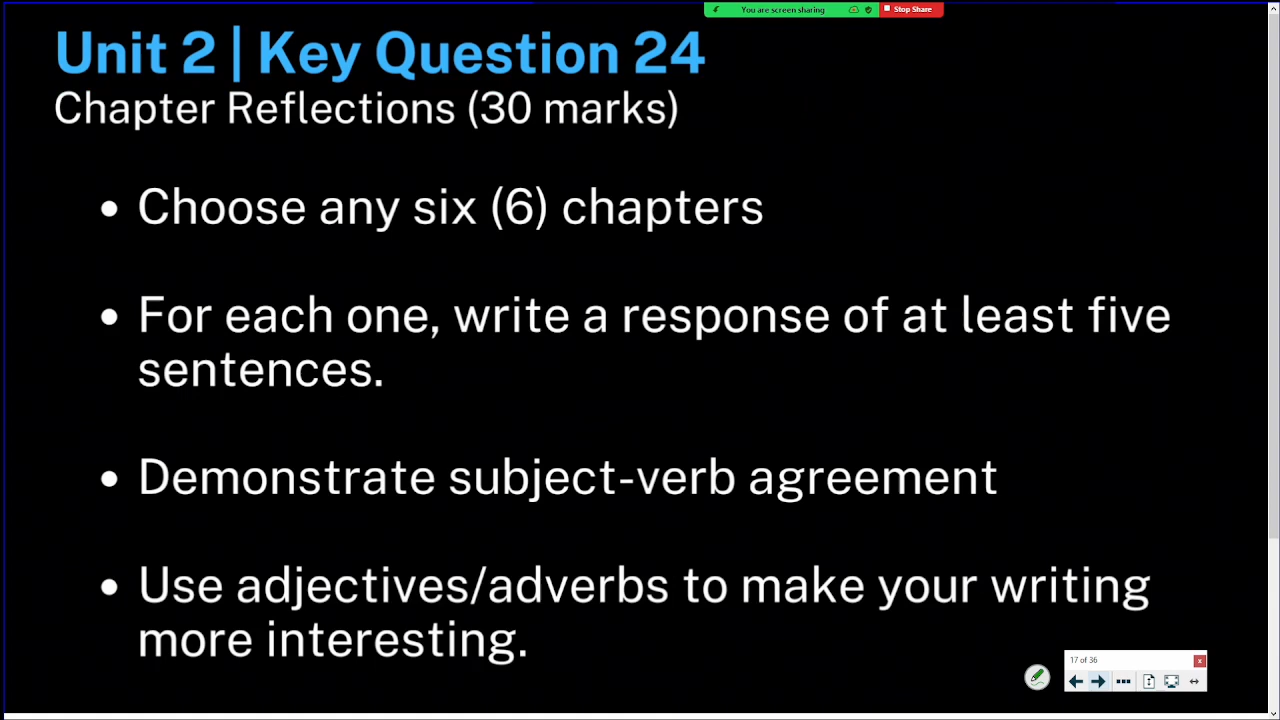 You are screen sharing
Stop Share
Unit 2 | Key Question 24
Chapter Reflections (30 marks)
• Choose any six (6) chapters
• For each one, write a response of at least five
sentences.
• Demonstrate subject-verb agreement
• Use adjectives/adverbs to make your writing
more interesting.
17 of 36
x